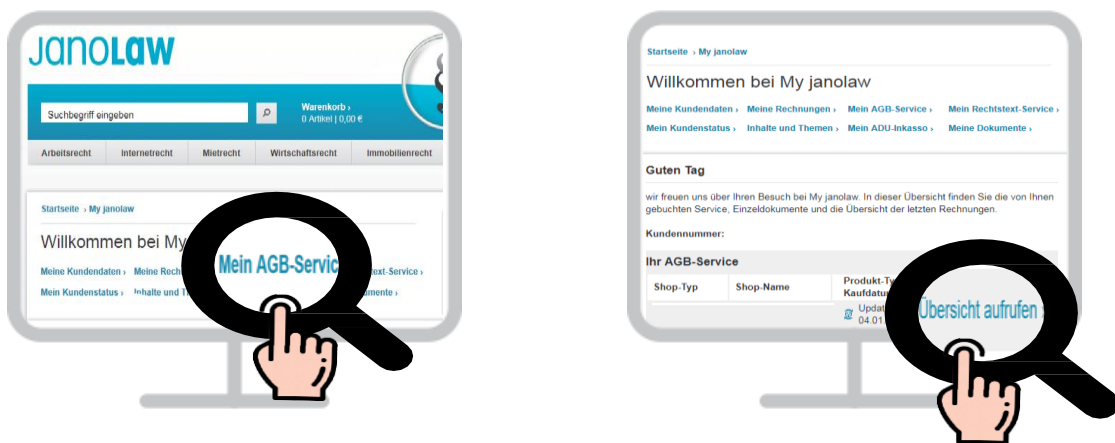 Janolaw
Suchbegriff eingeben
Warenkorb ›
0 Artikel | 0,00 €
Arbeitsrecht Internetrecht Mietrecht Wirtschaftsrecht Immobilienrecht
Startseite › My janolaw
Willkommen bei My
Meine Kundendaten › Meine Rech Mein AGB-Servic xt-Service ›
Mein Kundenstatus › Inhalte und T umente ›
Startseite › My janolaw
Willkommen bei My janolaw
Meine Kundendaten › Meine Rechnungen › Mein AGB-Service › Mein Rechtstext-Service ›
Mein Kundenstatus › Inhalte und Themen › Mein ADU-Inkasso › Meine Dokumente ›
Guten Tag
wir freuen uns über Ihren Besuch bei My janolaw. In dieser Übersicht finden Sie die von Ihnen
gebuchten Service, Einzeldokumente und die Übersicht der letzten Rechnungen.
Kundennummer:
Ihr AGB-Service
Shop-Typ Shop-Name Produkt-Ty
Kaufdatu
Updat
04.01.
Übersicht aufrufen ›